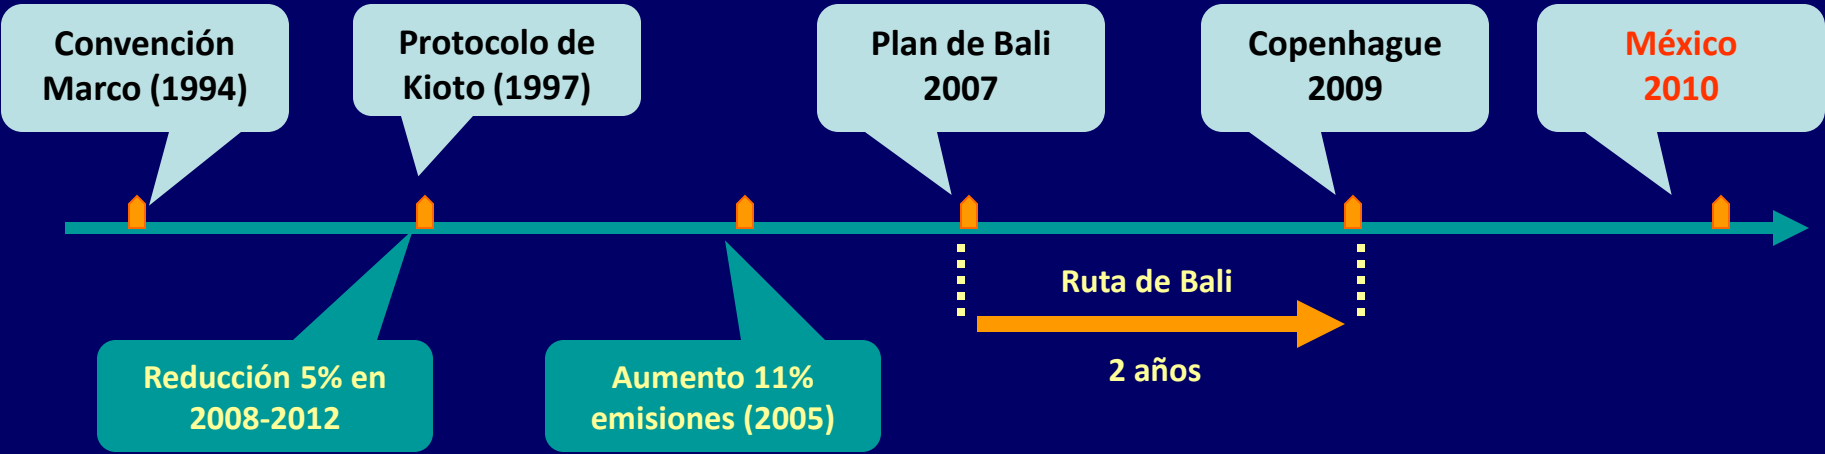 Convención
Marco (1994)
Protocolo de
Kioto (1997)
Plan de Bali
2007
Copenhague
2009
México
2010
Ruta de Bali
2 años
Reducción 5% en
2008-2012
Aumento 11%
emisiones (2005)